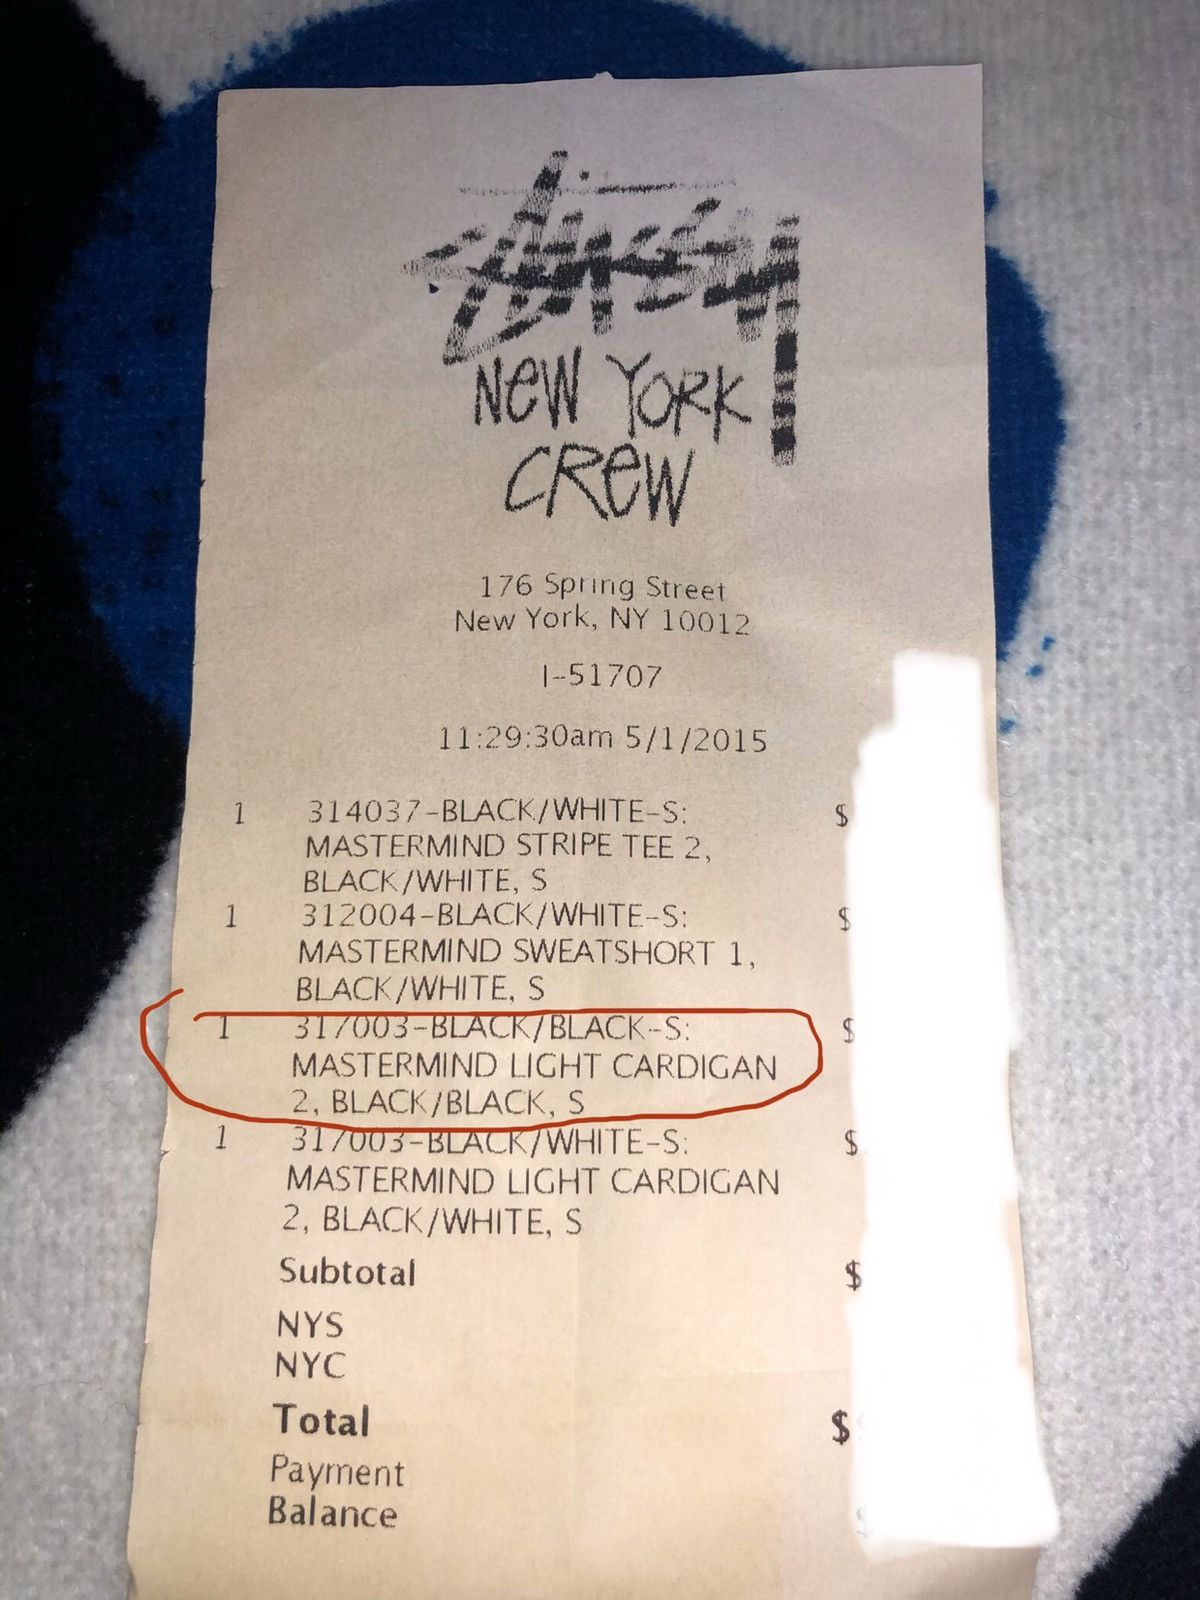 Stüssy
NEW YORK
CREW
176 Spring Street
New York, NY 10012
I-51707
11:29:30am 5/1/2015
1 314037-BLACK/WHITE-S: $
MASTERMIND STRIPE TEE 2,
BLACK/WHITE, S
1 312004-BLACK/WHITE-S: $
MASTERMIND SWEATSHORT 1,
BLACK/WHITE, S
1 317003-BLACK/BLACK-S: $
MASTERMIND LIGHT CARDIGAN
2, BLACK/BLACK, S
1 317003-BLACK/WHITE-S: $
MASTERMIND LIGHT CARDIGAN
2, BLACK/WHITE, S
Subtotal $
NYS
NYC
Total $
Payment
Balance $